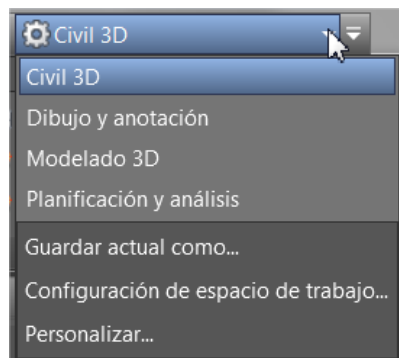 Civil 3D
Civil 3D
Dibujo y anotación
Modelado 3D
Planificación y análisis
Guardar actual como...
Configuración de espacio de trabajo...
Personalizar...